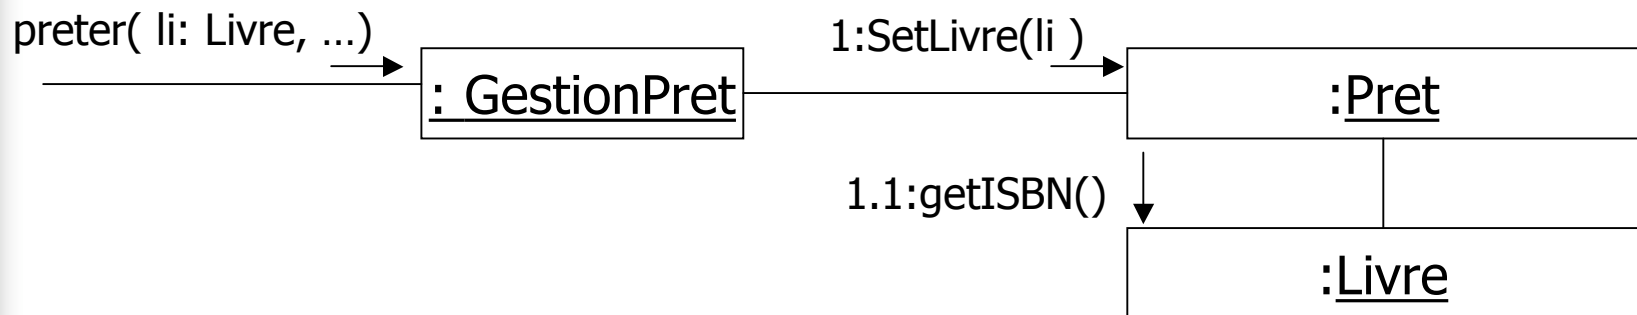 preter( li: Livre, ...)
1:SetLivre(li )
: GestionPret
:Pret
1.1:getISBN()
:Livre